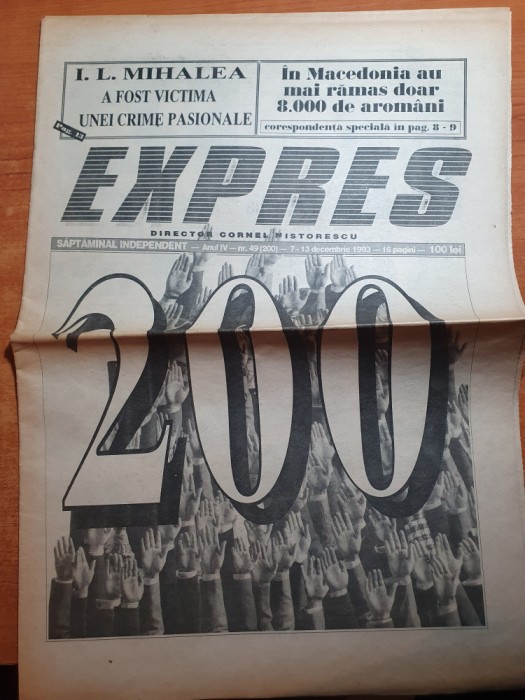 I. L. MIHALEA
A FOST VICTIMA
UNEI CRIME PASIONALE
Pag. 13
În Macedonia au
mai rămas doar
8.000 de aromâni
corespondență specială în pag. 8 - 9
EXPRES
DIRECTOR CORNEL NISTORESCU
SĂPTĂMÎNAL INDEPENDENT — Anul IV — nr. 49 (200) — 7 - 13 decembrie 1993 — 16 pagini — 100 lei
200